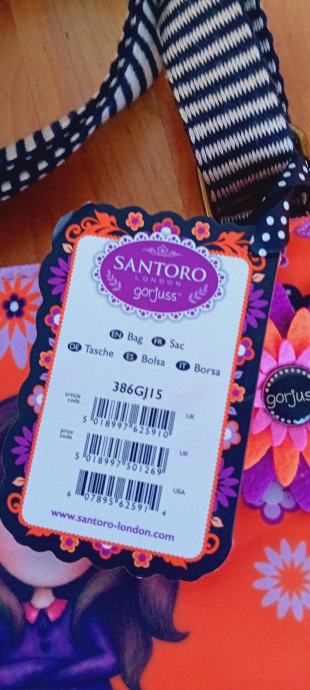 SANTORO
LONDON
gorjuss™
EN Bag FR Sac
DE Tasche ES Bolsa IT Borsa
386GJ15
article code
UK
5 018997 625910
price code
UK
5 018997 501269
USA
6 07895 62591 4
www.santoro-london.com
gorjuss